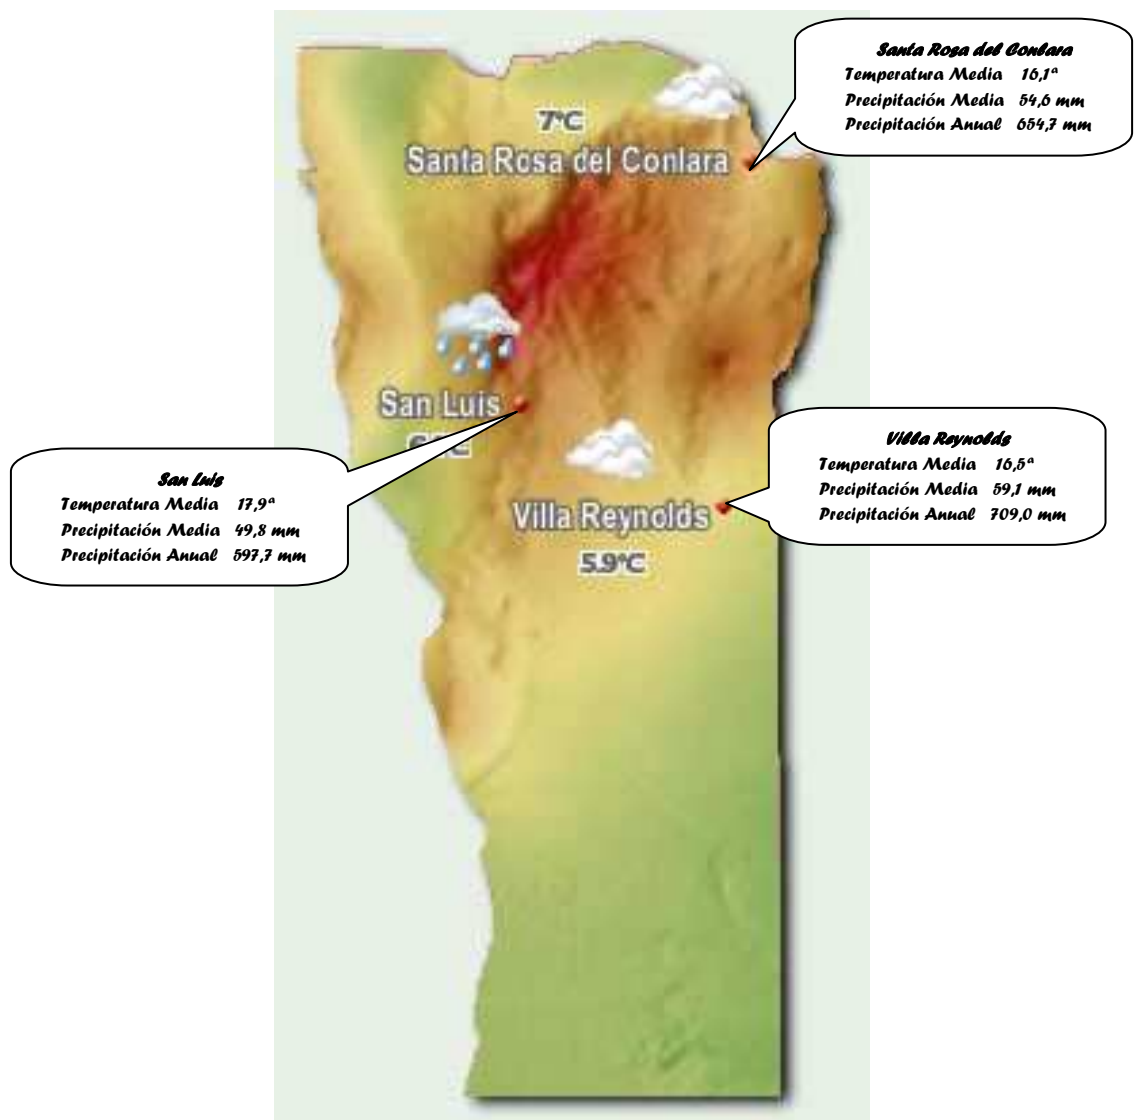 Santa Rosa del Conlara
Temperatura Media 16,1ª
Precipitación Media 54,6 mm
Precipitación Anual 654,7 mm
7°C
Santa Rosa del Conlara
San Luis
Villa Reynolds
Temperatura Media 16,5ª
Precipitación Media 59,1 mm
Precipitación Anual 709,0 mm
San Luis
Temperatura Media 17,9ª
Precipitación Media 49,8 mm
Precipitación Anual 597,7 mm
Villa Reynolds
5.9°C